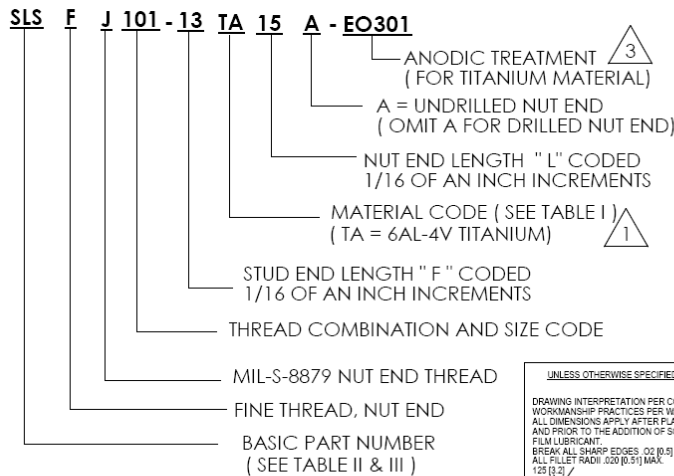 SLS F J 101 - 13 TA 15 A - EO301
ANODIC TREATMENT 3
( FOR TITANIUM MATERIAL)
A = UNDRILLED NUT END
( OMIT A FOR DRILLED NUT END)
NUT END LENGTH " L" CODED
1/16 OF AN INCH INCREMENTS
MATERIAL CODE ( SEE TABLE I )
( TA = 6AL-4V TITANIUM) 1
STUD END LENGTH " F " CODED
1/16 OF AN INCH INCREMENTS
THREAD COMBINATION AND SIZE CODE
MIL-S-8879 NUT END THREAD
FINE THREAD, NUT END
BASIC PART NUMBER
( SEE TABLE II & III )
UNLESS OTHERWISE SPECIFIED
DRAWING INTERPRETATION PER
WORKMANSHIP PRACTICES PER
ALL DIMENSIONS APPLY AFTER
AND PRIOR TO THE ADDITION OF
FILM LUBRICANT.
BREAK ALL SHARP EDGES .O2 [0.5]
ALL FILLET RADII .020 [0.51] MAX.
125 [3.2]